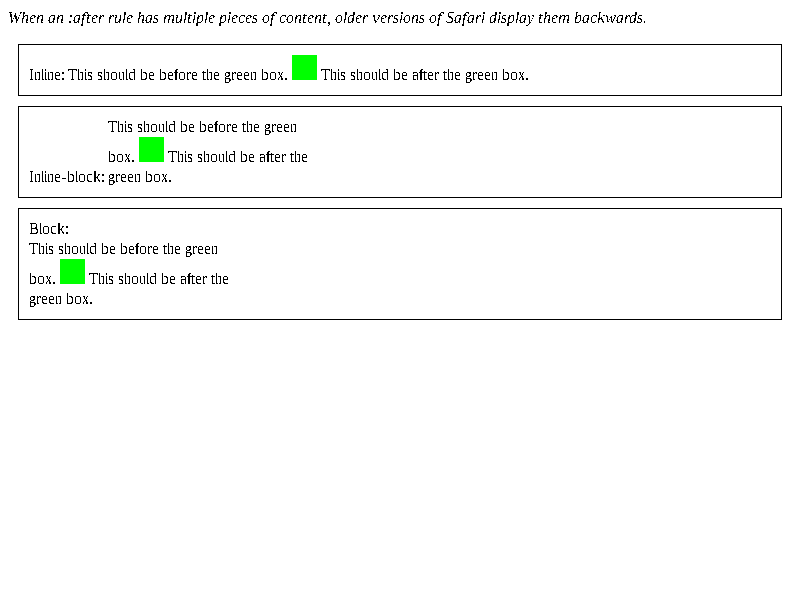 When an :after rule has multiple pieces of content, older versions of Safari display them backwards.
Inline: This should be before the green box. This should be after the green box.
This should be before the green
box. This should be after the
Inline-block: green box.
Block:
This should be before the green
box. This should be after the
green box.